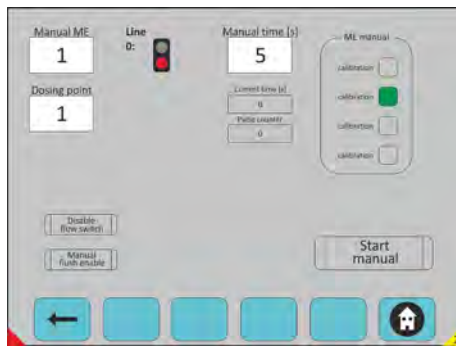 Manual ME
1
Line
0:
Manual time [s]
5
ME manual
calibration
calibration
calibration
calibration
Dosing point
1
Current time [s]
0
Pulse counter
0
Disable
flow switch
Manual
flush enable
Start
manual